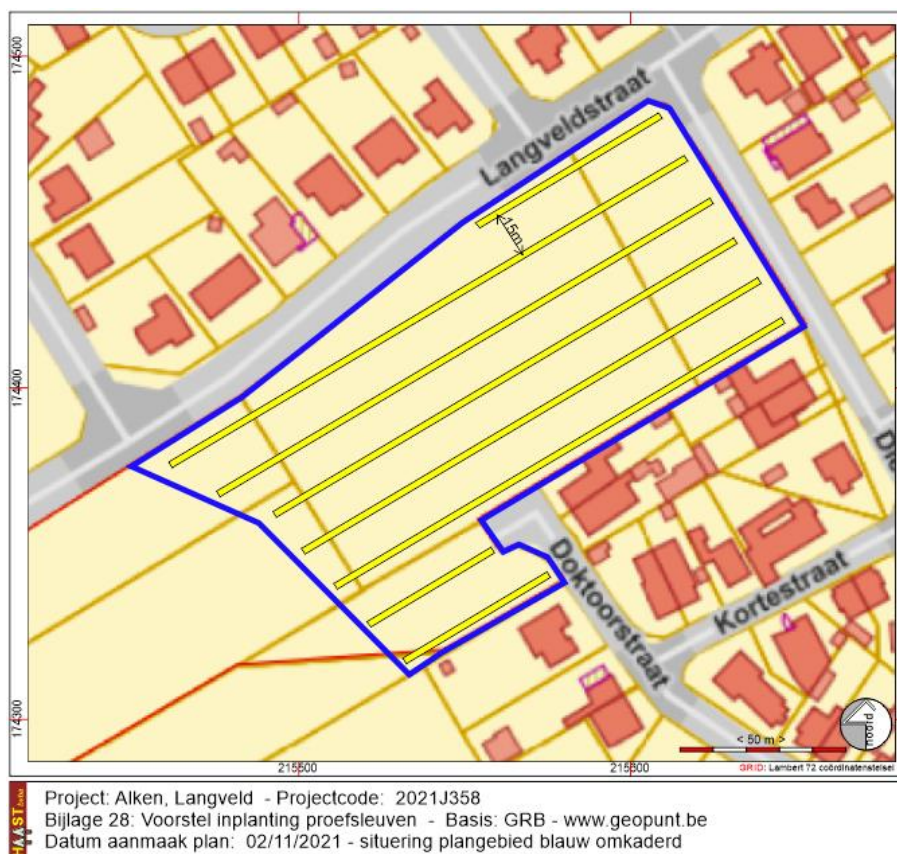 174500
Langveldstraat
15m
174400
Doktoorstraat
Kortestraat
174300
noord
< 50 m >
GRID: Lambert 72 coördinatenstelsel
215500
215600
HAAST
Project: Alken, Langveld - Projectcode: 2021J358
Bijlage 28: Voorstel inplanting proefsleuven - Basis: GRB - www.geopunt.be
Datum aanmaak plan: 02/11/2021 - situering plangebied blauw omkaderd